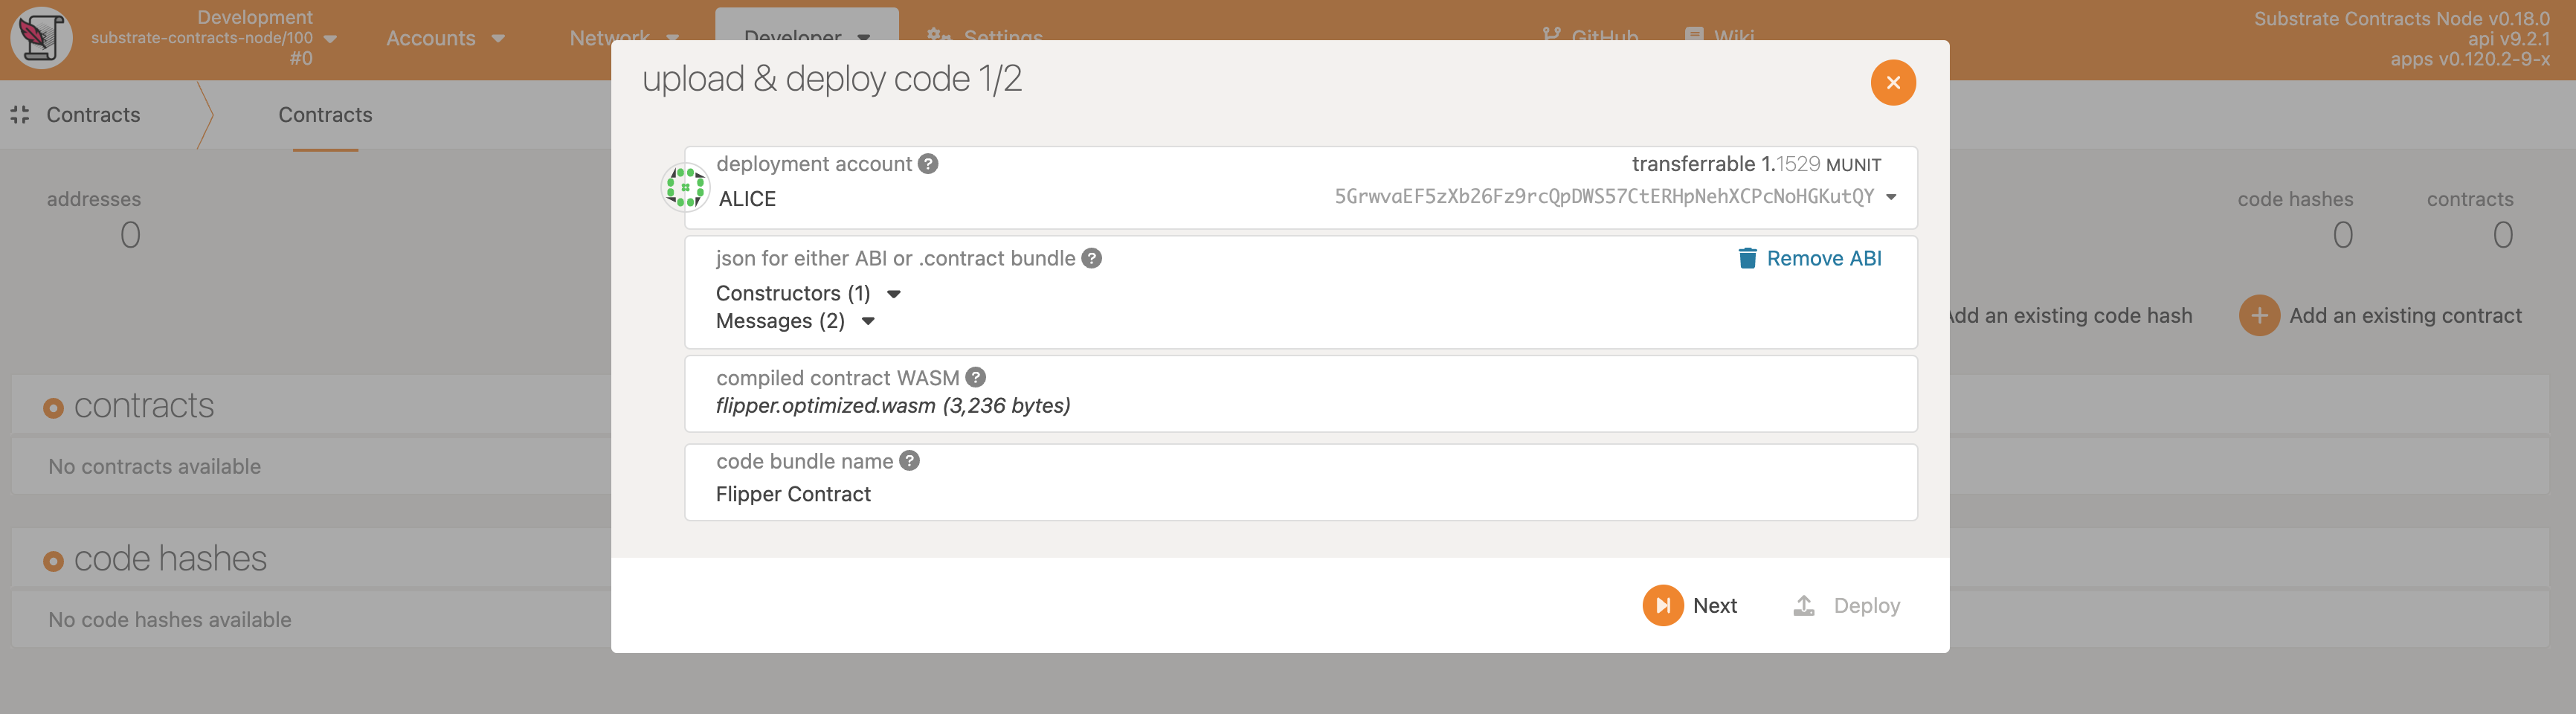 Development
substrate-contracts-node/100
#0
Accounts
Network
Developer
Settings
GitHub
Wiki
Substrate Contracts Node v0.18.0
api v9.2.1
apps v0.120.2-9-x
Contracts
Contracts
upload & deploy code 1/2
addresses
0
code hashes
0
contracts
0
deployment account
transferrable 1.1529 MUNIT
ALICE
5GrwvaEF5zXb26Fz9rcQpDWS57CtERHpNehXCPcNoHGKutQY
json for either ABI or .contract bundle
Remove ABI
Constructors (1)
Messages (2)
Add an existing code hash
Add an existing contract
compiled contract WASM
flipper.optimized.wasm (3,236 bytes)
contracts
No contracts available
code bundle name
Flipper Contract
code hashes
No code hashes available
Next
Deploy